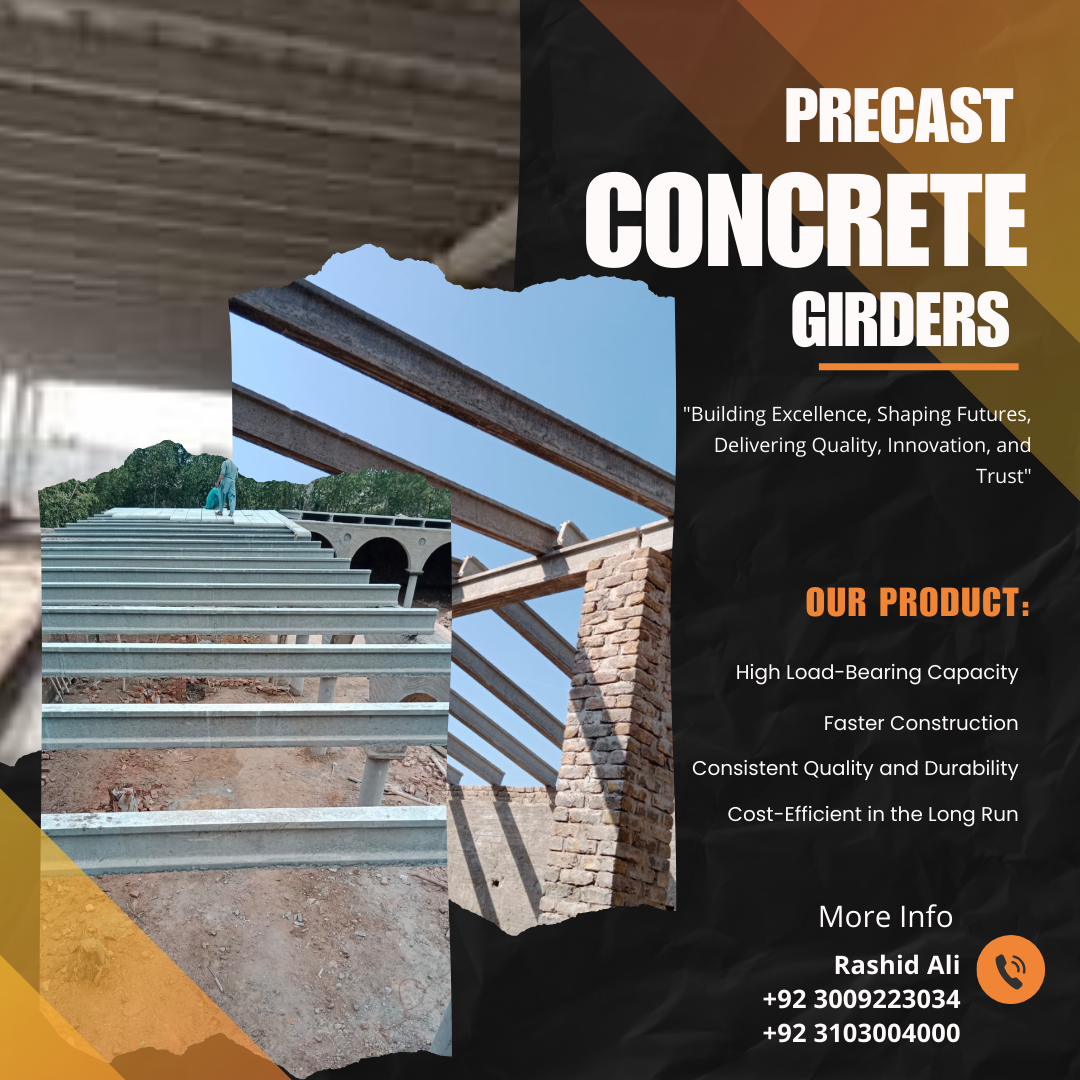 PRECAST
CONCRETE
GIRDERS
"Building Excellence, Shaping Futures,
Delivering Quality, Innovation, and
Trust"
OUR PRODUCT:
High Load-Bearing Capacity
Faster Construction
Consistent Quality and Durability
Cost-Efficient in the Long Run
More Info
Rashid Ali
+92 3009223034
+92 3103004000